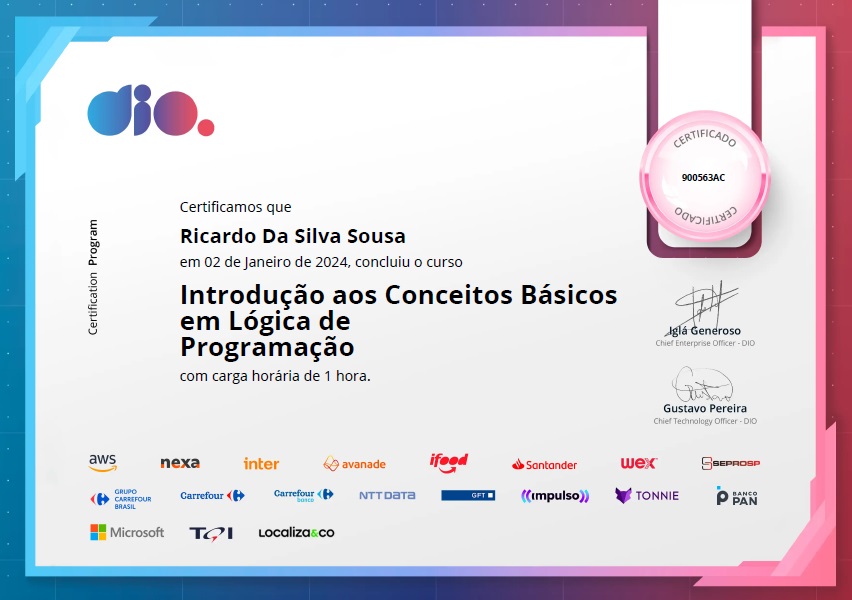 dio.
CERTIFICADO
900563AC
CERTIFICADO
Certification Program
Certificamos que
Ricardo Da Silva Sousa
em 02 de Janeiro de 2024, concluiu o curso
Introdução aos Conceitos Básicos
em Lógica de
Programação
com carga horária de 1 hora.
Iglá Generoso
Chief Enterprise Officer - DIO
Gustavo Pereira
Chief Technology Officer - DIO
aws nexa inter avanade ifood Santander wex SEPROSP
GRUPO
CARREFOUR
BRASIL
Carrefour Carrefour
banco
NTT DATA GFT impulso TONNIE BANCO
PAN
Microsoft TQI Localiza&co